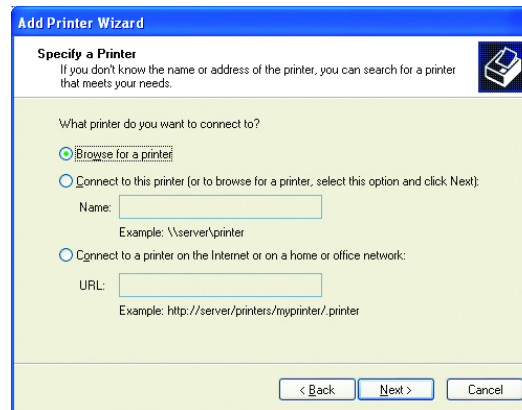 Add Printer Wizard
Specify a Printer
If you don't know the name or address of the printer, you can search for a printer
that meets your needs.
What printer do you want to connect to?
Browse for a printer
Connect to this printer (or to browse for a printer, select this option and click Next):
Name:
Example: \\server\printer
Connect to a printer on the Internet or on a home or office network:
URL:
Example: http://server/printers/myprinter/.printer
< Back Next > Cancel